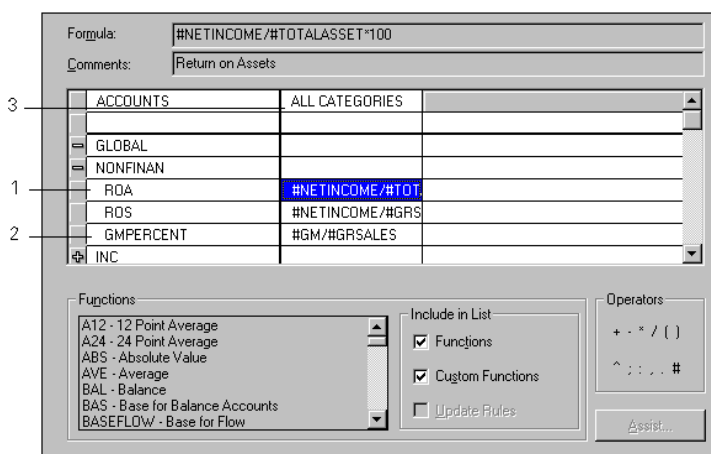 Formula: #NETINCOME/#TOTALASSET*100
Comments: Return on Assets
3 ACCOUNTS ALL CATEGORIES
GLOBAL
NONFINAN
1 ROA #NETINCOME/#TOT.
ROS #NETINCOME/#GRS
2 GMPERCENT #GM/#GRSALES
INC
Functions
A12 - 12 Point Average
A24 - 24 Point Average
ABS - Absolute Value
AVE - Average
BAL - Balance
BAS - Base for Balance Accounts
BASEFLOW - Base for Flow
Include in List
Functions
Custom Functions
Update Rules
Operators
+ - * / ( )
^ ; : , . #
Assist...